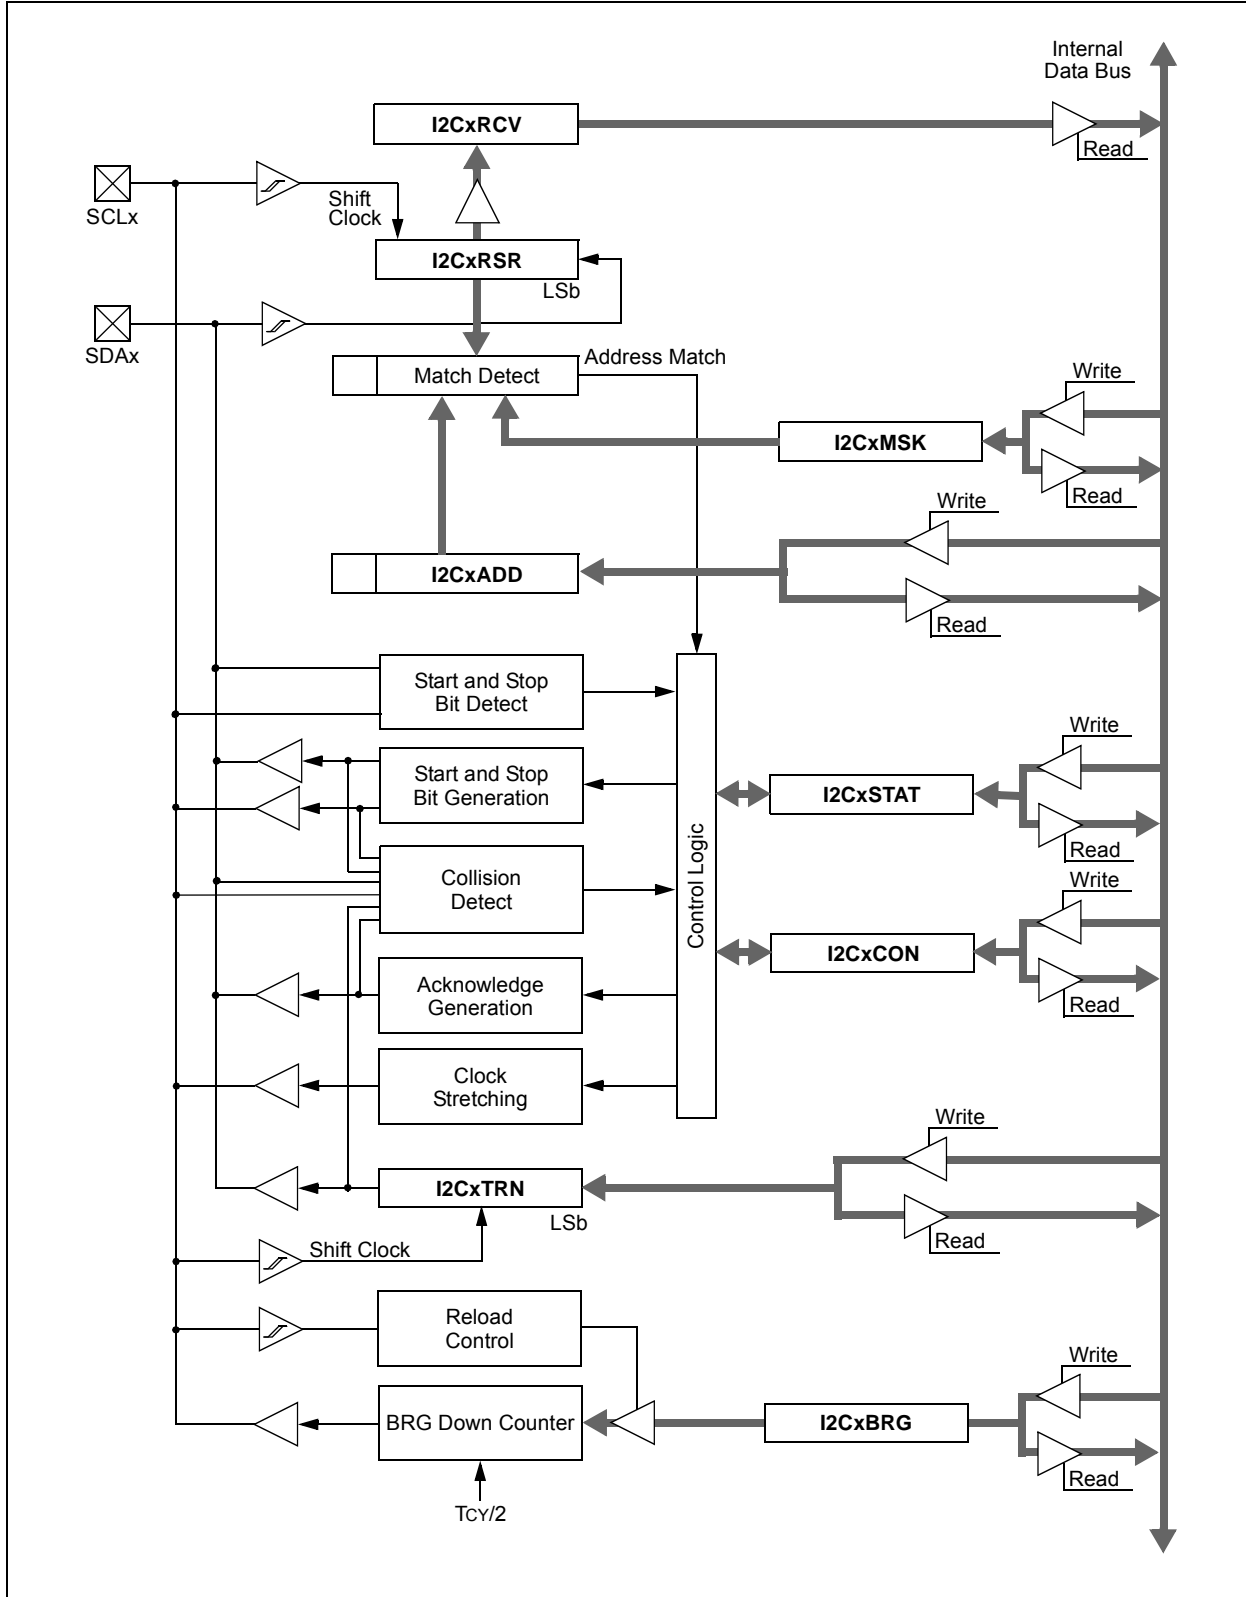 Internal
Data Bus
I2CxRCV
Read
SCLx
Shift
Clock
I2CxRSR
LSb
SDAx
Match Detect
Address Match
Write
I2CxMSK
Read
Write
I2CxADD
Read
Start and Stop
Bit Detect
Write
Start and Stop
Bit Generation
I2CxSTAT
Read
Control Logic
Collision
Detect
Write
I2CxCON
Read
Acknowledge
Generation
Clock
Stretching
Write
I2CxTRN
LSb
Read
Shift Clock
Reload
Control
Write
BRG Down Counter
I2CxBRG
Read
TCY/2